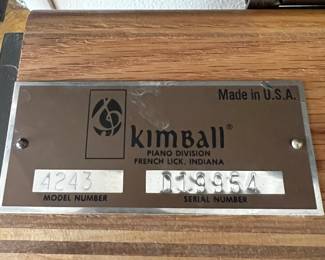 Made in U.S.A.
KIMBALL®
PIANO DIVISION
FRENCH LICK, INDIANA
4243
MODEL NUMBER
SERIAL NUMBER